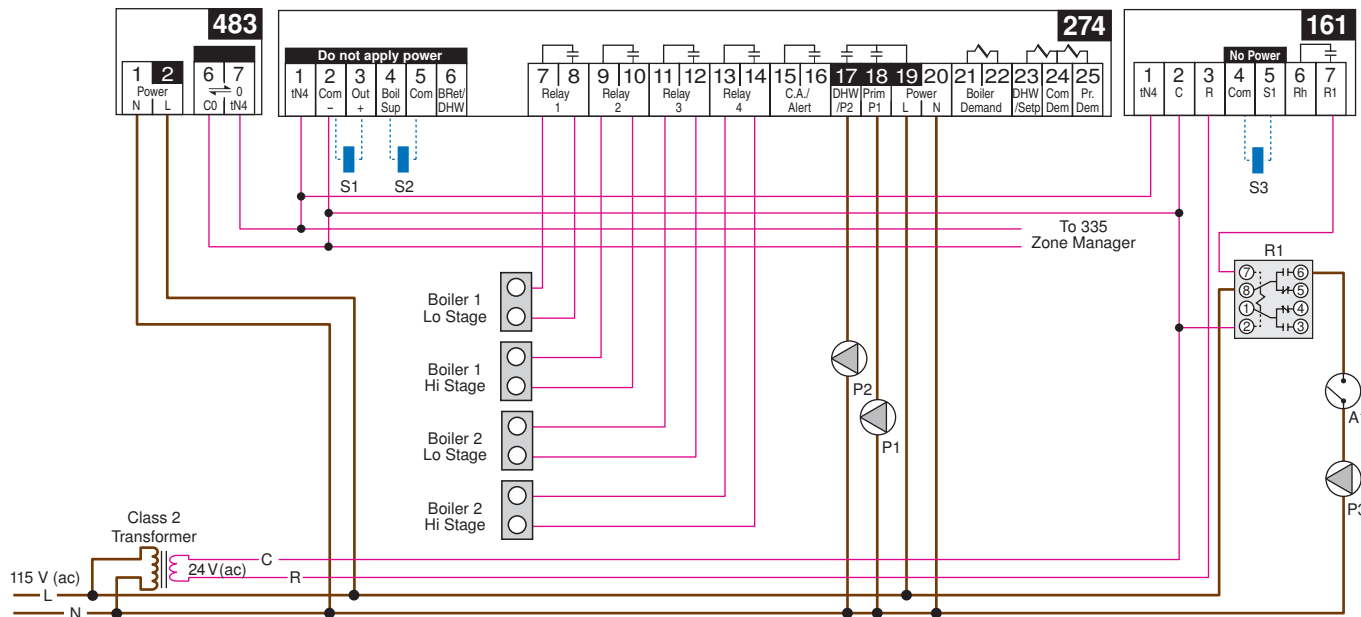 483
274
161
Do not apply power
No Power
1 2 6 7
Power
N L
0
C0 tN4
1 2 3 4 5 6
tN4 Com Out Boil Com BRet/
− + Sup DHW
7 8 9 10 11 12 13 14 15 16 17 18 19 20 21 22 23 24 25
Relay Relay Relay Relay C.A./ DHW Prim Power Boiler DHW Com Pr.
1 2 3 4 Alert /P2 P1 L N Demand /Setp Dem Dem
1 2 3 4 5 6 7
tN4 C R Com S1 Rh R1
S1
S2
S3
To 335
Zone Manager
R1
7 6
8 5
1 4
2 3
Boiler 1
Lo Stage
Boiler 1
Hi Stage
P2
P1
Boiler 2
Lo Stage
Boiler 2
Hi Stage
P3
Class 2
Transformer
24 V (ac)
C
R
115 V (ac)
L
N